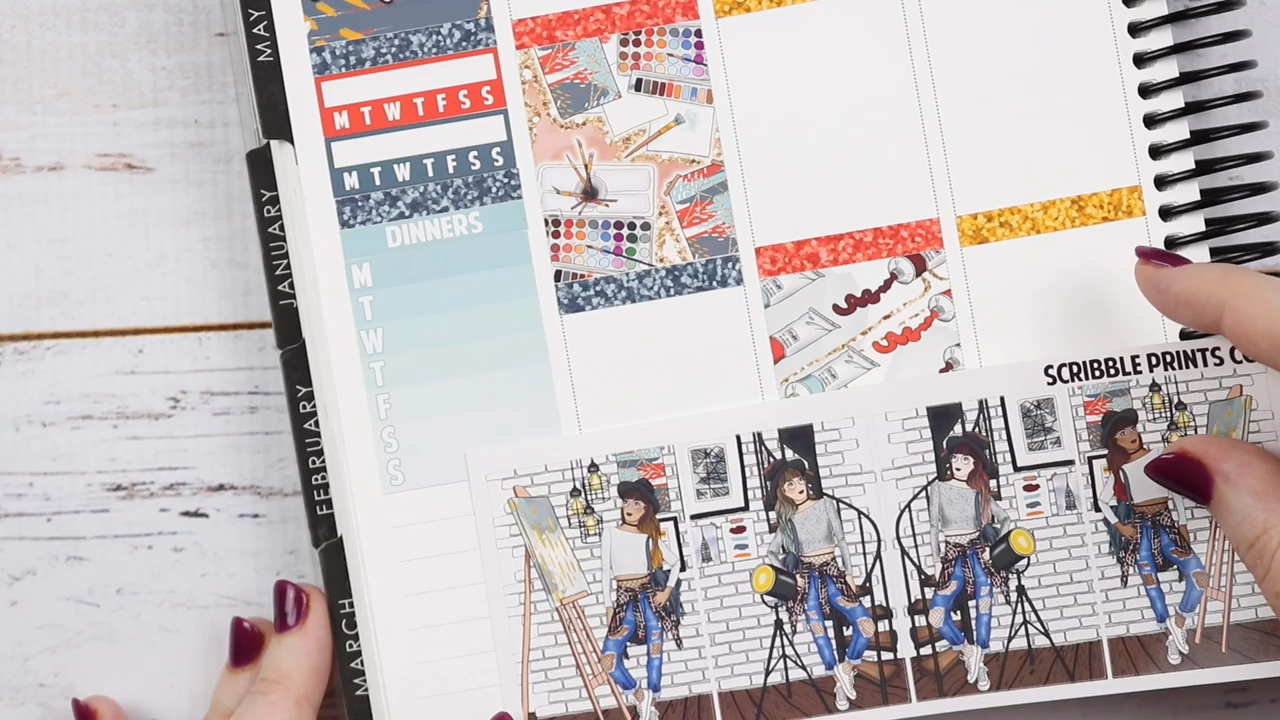 MAY
JANUARY
FEBRUARY
MARCH
M T W T F S S
M T W T F S S
DINNERS
M
T
W
T
F
S
S
SCRIBBLE PRINTS CO